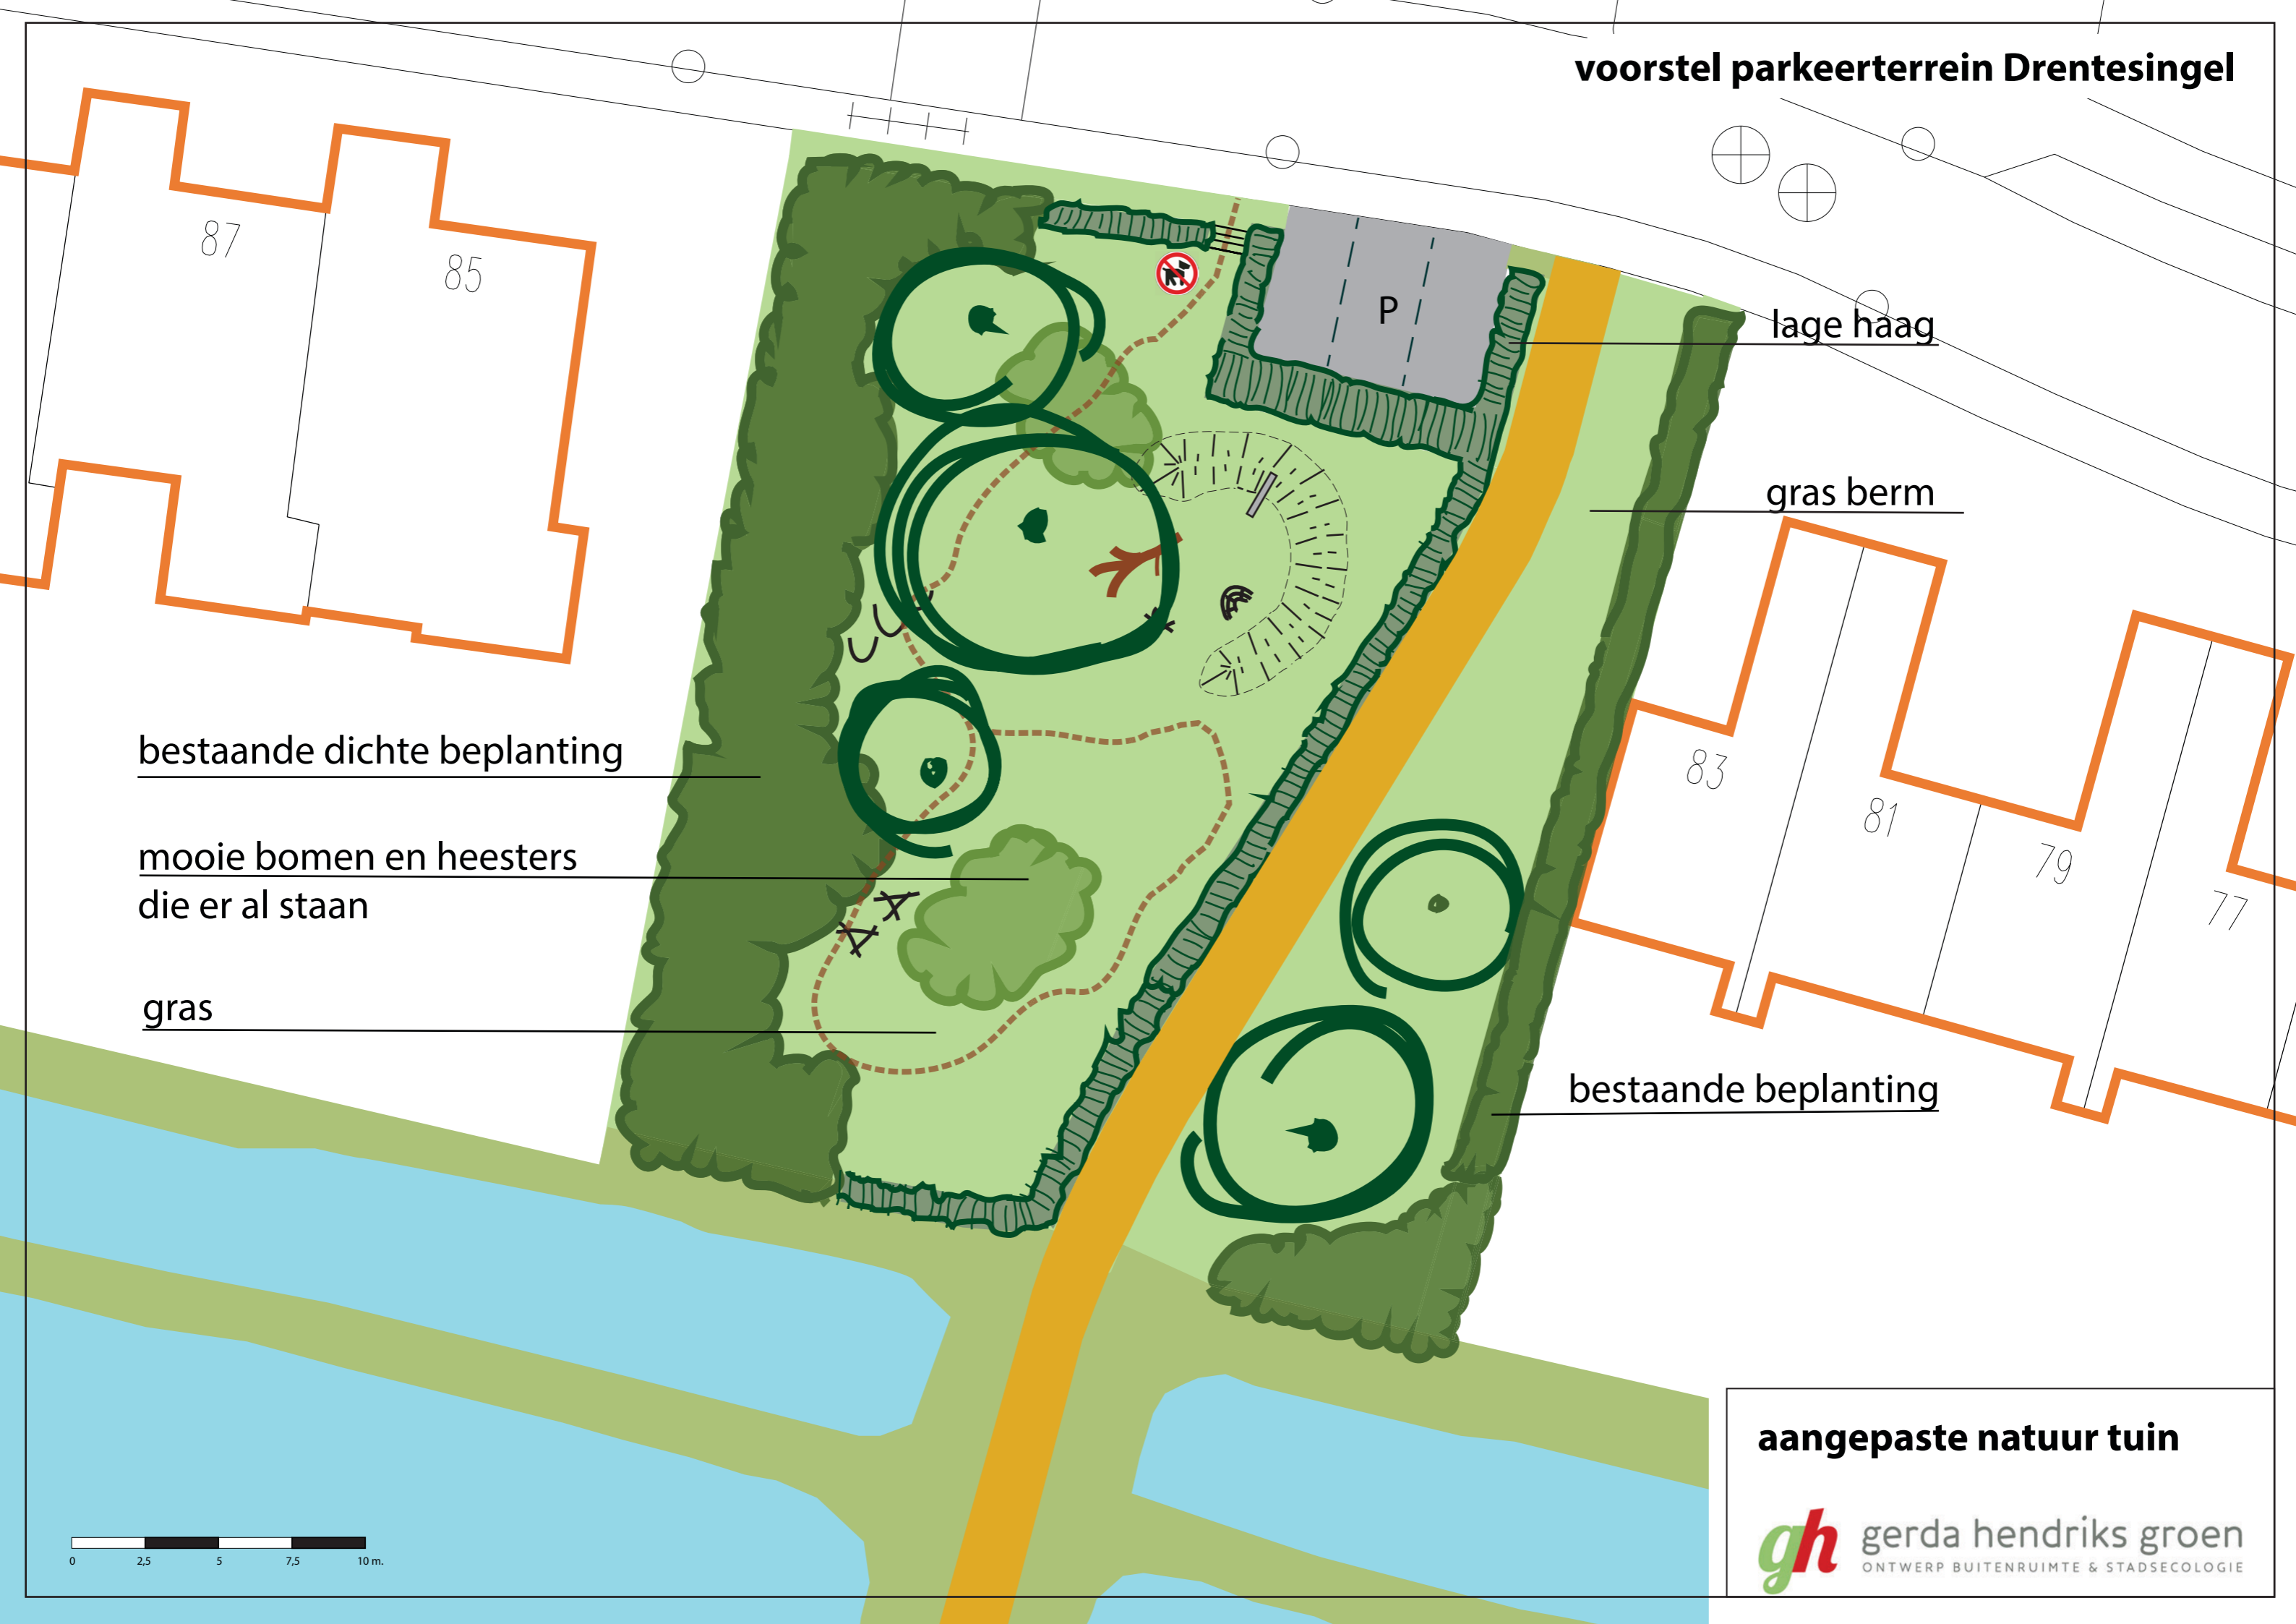 voorstel parkeerterrein Drentesingel
87
85
P
lage haag
gras berm
83
81
79
77
bestaande dichte beplanting
mooie bomen en heesters
die er al staan
gras
bestaande beplanting
aangepaste natuur tuin
gh gerda hendriks groen
ONTWERP BUITENRUIMTE & STADSECOLOGIE
0 2,5 5 7,5 10 m.